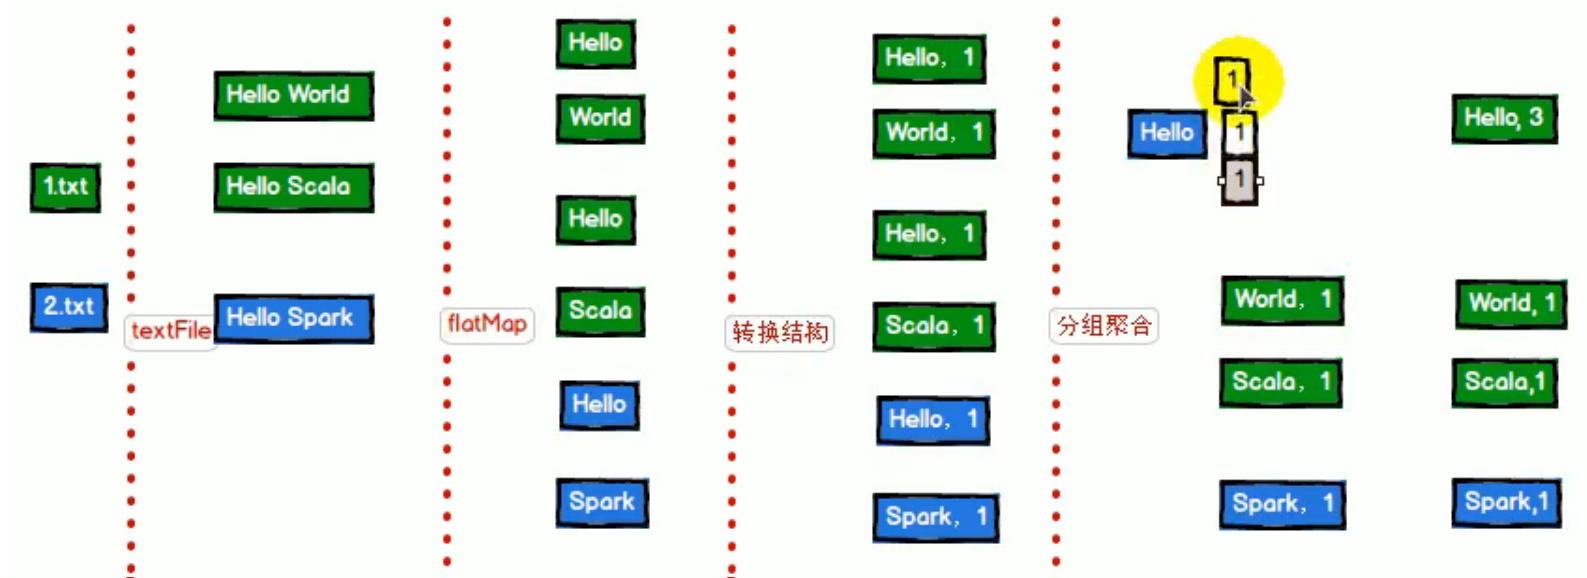 1.txt
2.txt
textFile
Hello World
Hello Scala
Hello Spark
flatMap
Hello
World
Hello
Scala
Hello
Spark
转换结构
Hello, 1
World, 1
Hello, 1
Scala, 1
Hello, 1
Spark, 1
分组聚合
Hello
1
1
1
World, 1
Scala, 1
Spark, 1
Hello, 3
World, 1
Scala,1
Spark,1